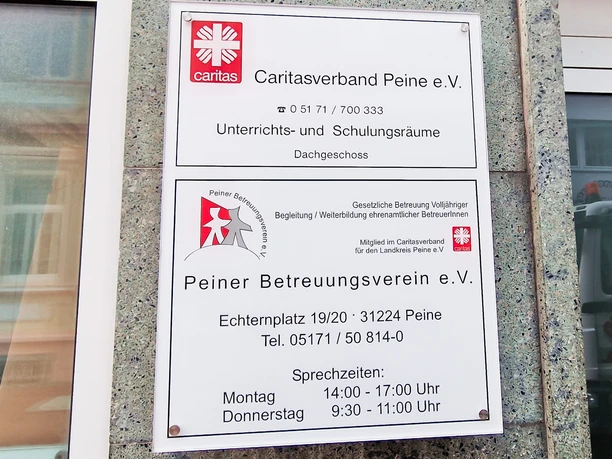 caritas
Caritasverband Peine e.V.
☎ 0 51 71 / 700 333
Unterrichts- und Schulungsräume
Dachgeschoss
Peiner Betreuungsverein e.V.
Gesetzliche Betreuung Volljähriger
Begleitung / Weiterbildung ehrenamtlicher BetreuerInnen
Mitglied im Caritasverband
für den Landkreis Peine e.V
caritas
Peiner Betreuungsverein e.V.
Echternplatz 19/20 · 31224 Peine
Tel. 05171 / 50 814-0
Sprechzeiten:
Montag 14:00 - 17:00 Uhr
Donnerstag 9:30 - 11:00 Uhr